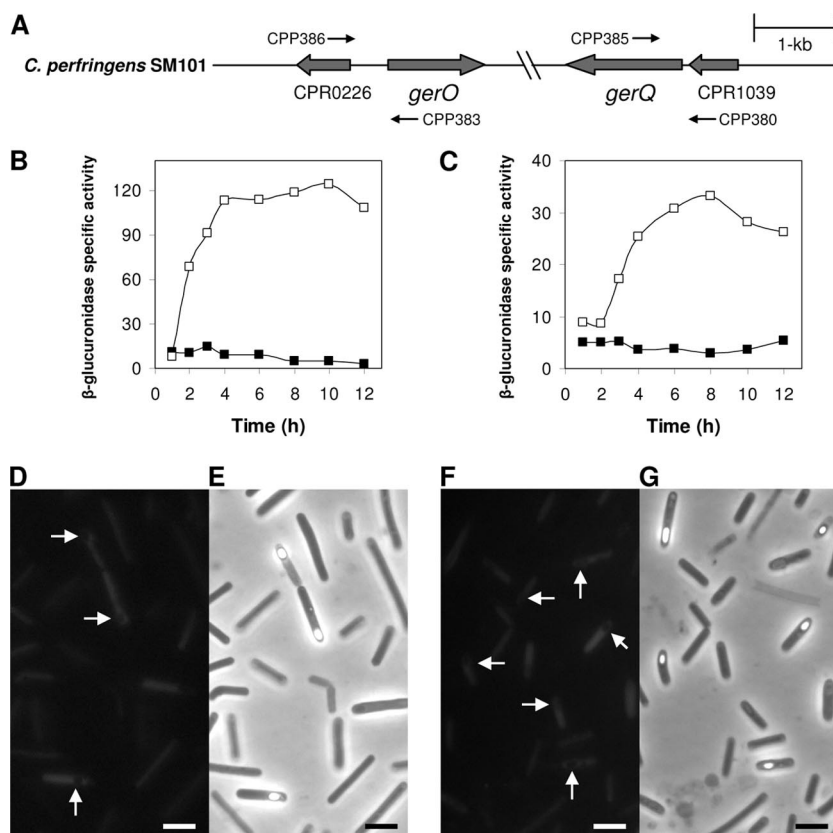 A
CPP386
CPP385
1-kb
C. perfringens SM101
CPR0226
gerO
gerQ
CPR1039
CPP383
CPP380
B
β-glucuronidase specific activity
120
90
60
30
0
0 2 4 6 8 10 12
Time (h)
C
β-glucuronidase specific activity
40
30
20
10
0
0 2 4 6 8 10 12
Time (h)
D
E
F
G